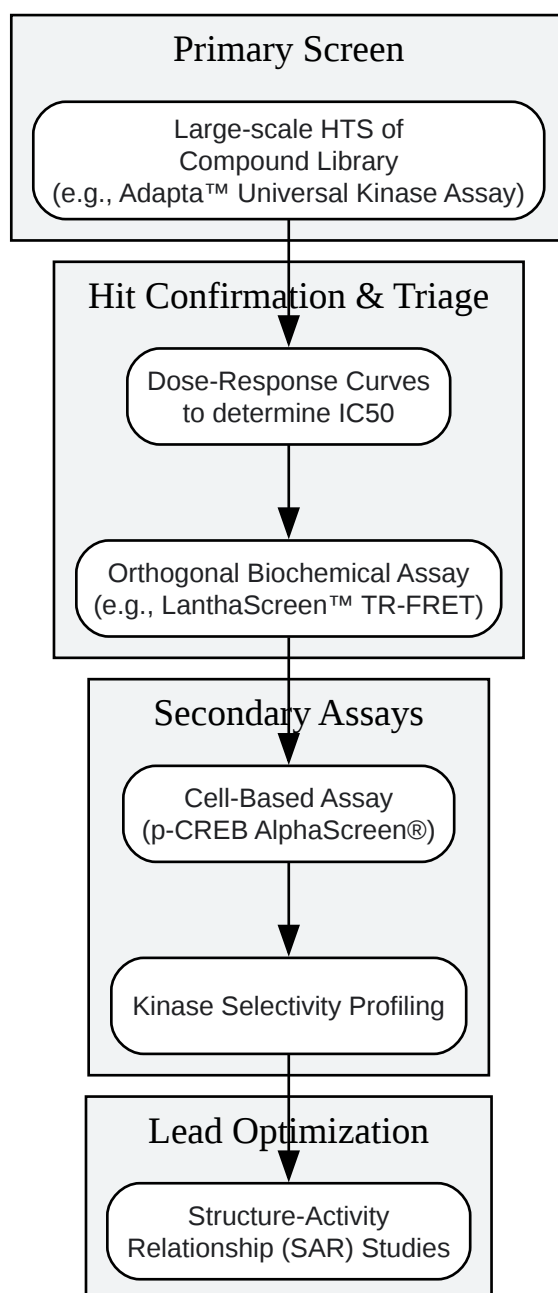 Primary Screen
Large-scale HTS of
Compound Library
(e.g., Adapta™ Universal Kinase Assay)
Hit Confirmation & Triage
Dose-Response Curves
to determine IC50
Orthogonal Biochemical Assay
(e.g., LanthaScreen™ TR-FRET)
Secondary Assays
Cell-Based Assay
(p-CREB AlphaScreen®)
Kinase Selectivity Profiling
Lead Optimization
Structure-Activity
Relationship (SAR) Studies